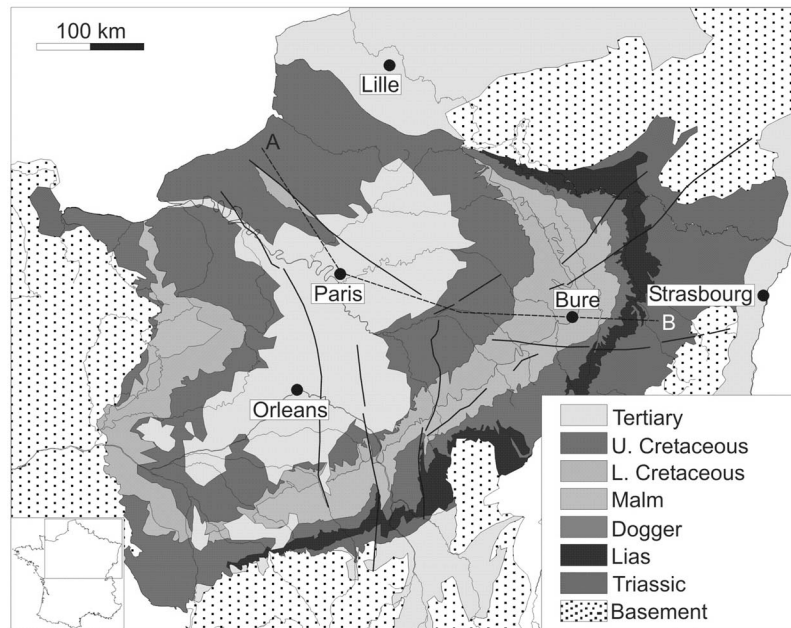 100 km
Lille
A
Paris
Bure
Strasbourg
B
Orleans
Tertiary
U. Cretaceous
L. Cretaceous
Malm
Dogger
Lias
Triassic
Basement